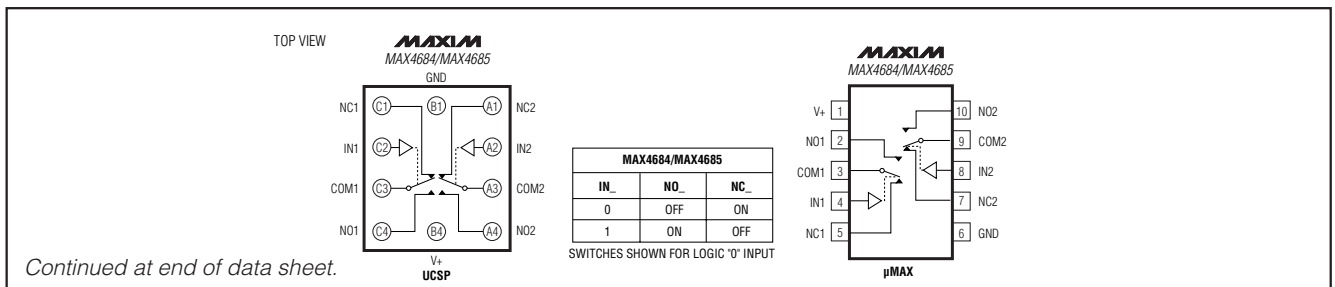 TOP VIEW
MAXIM
MAX4684/MAX4685
GND
NC1 C1 B1 A1 NC2
IN1 C2 A2 IN2
COM1 C3 A3 COM2
NO1 C4 B4 A4 NO2
V+
UCSP
MAX4684/MAX4685
IN_ NO_ NC_
0 OFF ON
1 ON OFF
SWITCHES SHOWN FOR LOGIC "0" INPUT
MAXIM
MAX4684/MAX4685
V+ 1 10 NO2
NO1 2 9 COM2
COM1 3 8 IN2
IN1 4 7 NC2
NC1 5 6 GND
µMAX
Continued at end of data sheet.